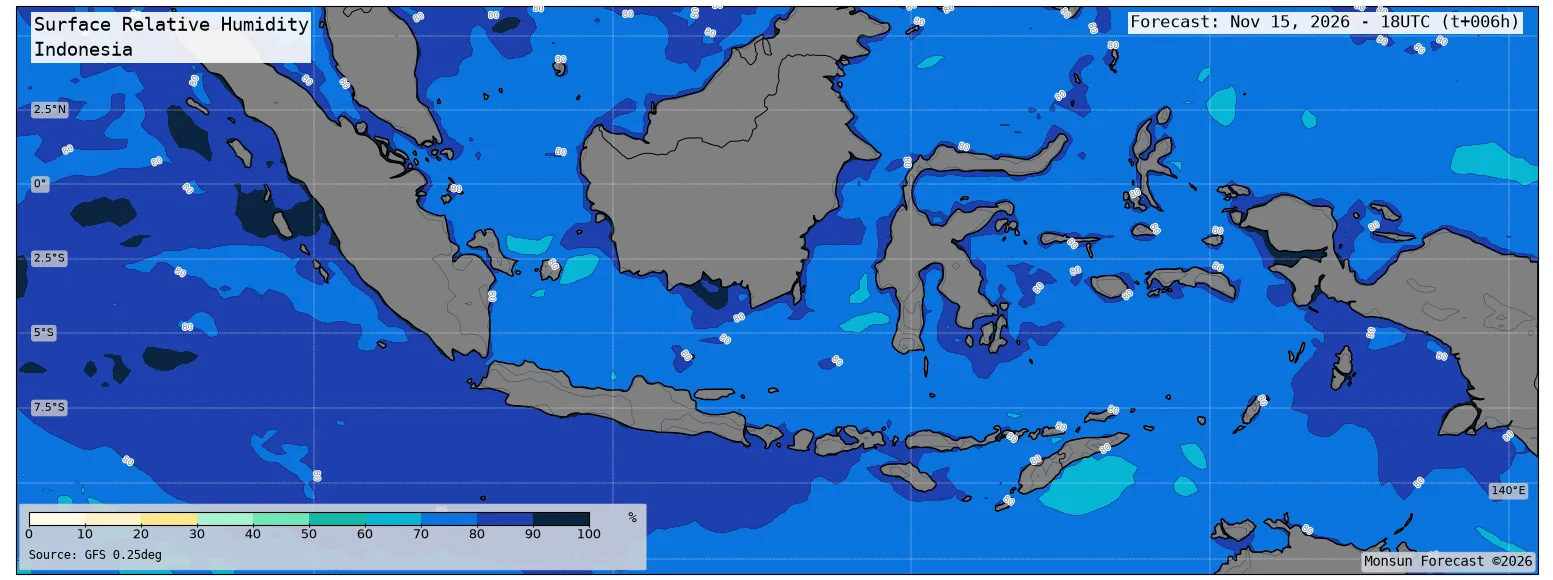 Surface Relative Humidity
Indonesia
Forecast: Nov 15, 2026 - 18UTC (t+006h)
2.5°N
0°
2.5°S
5°S
7.5°S
140°E
%
0 10 20 30 40 50 60 70 80 90 100
Source: GFS 0.25deg
Monsun Forecast ©2026